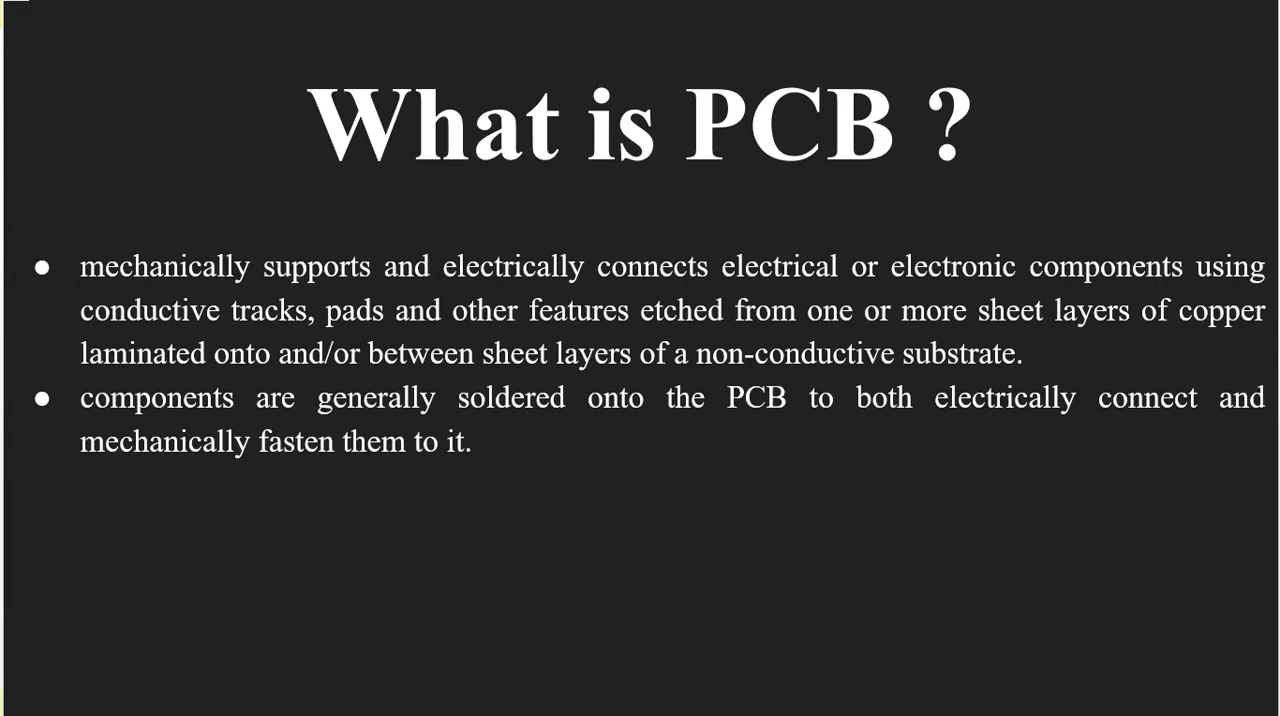 What is PCB ?
● mechanically supports and electrically connects electrical or electronic components using
conductive tracks, pads and other features etched from one or more sheet layers of copper
laminated onto and/or between sheet layers of a non-conductive substrate.
● components are generally soldered onto the PCB to both electrically connect and
mechanically fasten them to it.